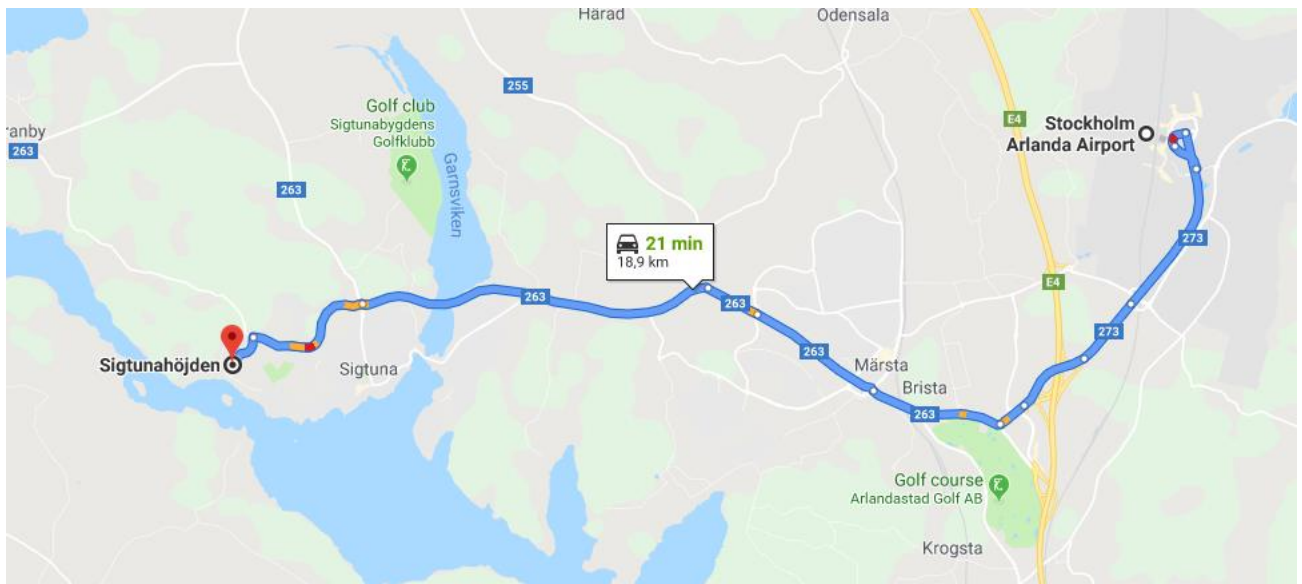 Härad
Odensala
255
Golf club
Sigtunabygdens
Golfklubb
Garnsviken
E4
Stockholm
Arlanda Airport
ranby
263
263
273
21 min
18,9 km
E4
263
263
273
263
Sigtunahöjden
Sigtuna
Märsta
Brista
263
Golf course
Arlandastad Golf AB
Krogsta